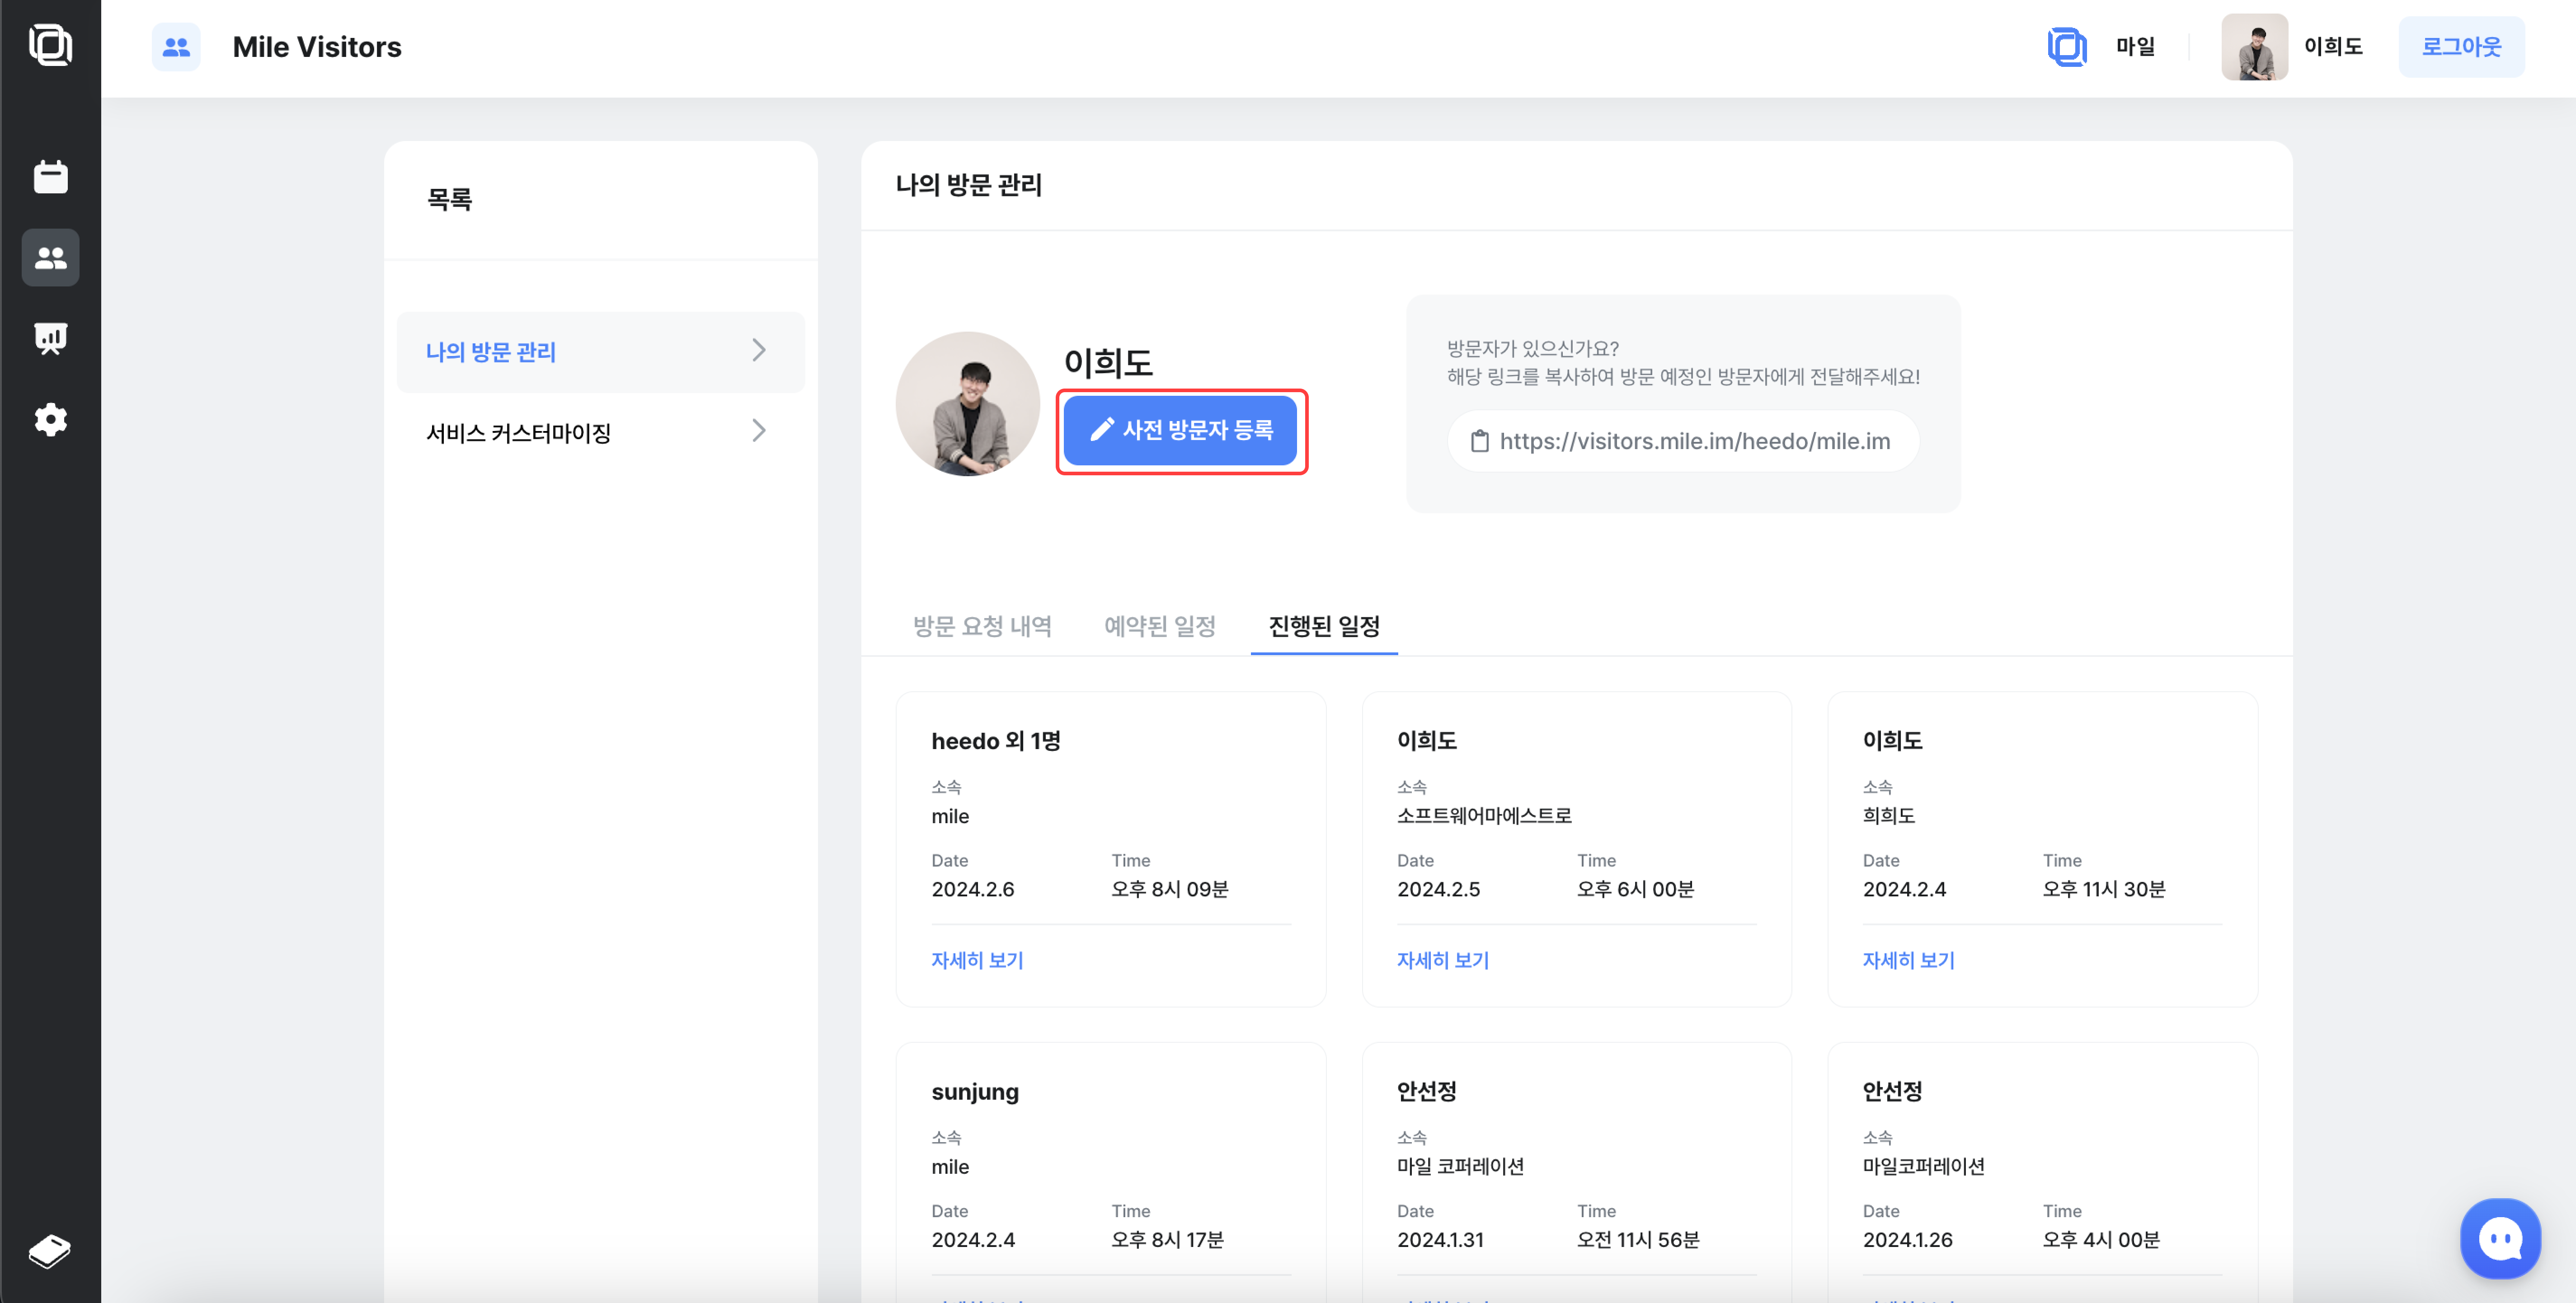 Mile Visitors
마일
이희도
로그아웃
목록
나의 방문 관리
서비스 커스터마이징
나의 방문 관리
이희도
사전 방문자 등록
방문자가 있으신가요?
해당 링크를 복사하여 방문 예정인 방문자에게 전달해주세요!
https://visitors.mile.im/heedo/mile.im
방문 요청 내역
예약된 일정
진행된 일정
heedo 외 1명
소속
mile
Date Time
2024.2.6 오후 8시 09분
자세히 보기
이희도
소속
소프트웨어마에스트로
Date Time
2024.2.5 오후 6시 00분
자세히 보기
이희도
소속
희희도
Date Time
2024.2.4 오후 11시 30분
자세히 보기
sunjung
소속
mile
Date Time
2024.2.4 오후 8시 17분
안선정
소속
마일 코퍼레이션
Date Time
2024.1.31 오전 11시 56분
안선정
소속
마일코퍼레이션
Date Time
2024.1.26 오후 4시 00분